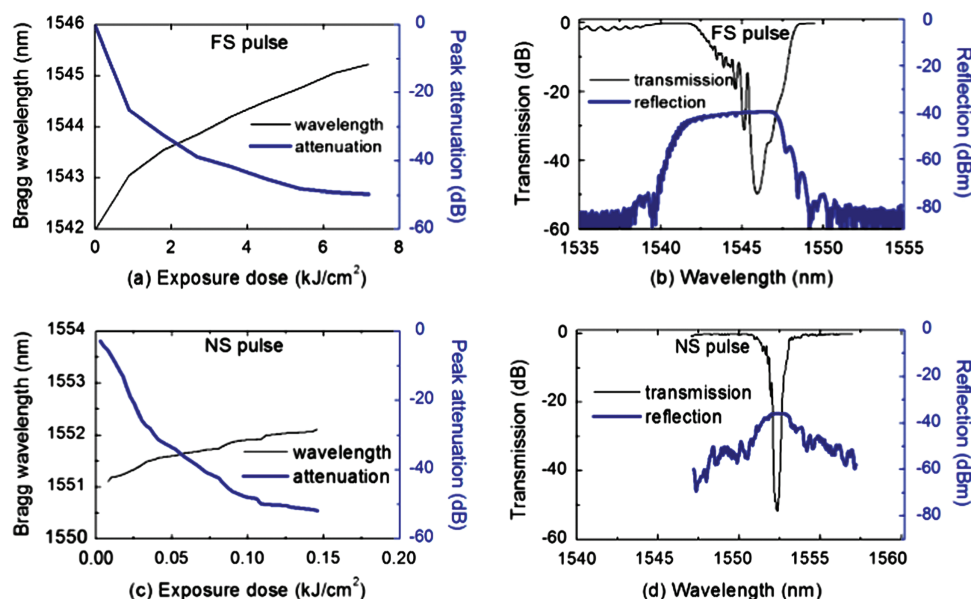 FS pulse
wavelength
attenuation
Bragg wavelength (nm)
1546
1545
1544
1543
1542
0
-20
-40
-60
Peak attenuation (dB)
0 2 4 6 8
(a) Exposure dose (kJ/cm²)
FS pulse
transmission
reflection
Transmission (dB)
0
-20
-40
-60
0
-20
-40
-60
-80
Reflection (dBm)
1535 1540 1545 1550 1555
(b) Wavelength (nm)
NS pulse
wavelength
attenuation
Bragg wavelength (nm)
1554
1553
1552
1551
1550
0
-20
-40
-60
Peak attenuation (dB)
0.00 0.05 0.10 0.15 0.20
(c) Exposure dose (kJ/cm²)
NS pulse
transmission
reflection
Transmission (dB)
0
-20
-40
-60
0
-20
-40
-60
-80
Reflection (dBm)
1540 1545 1550 1555 1560
(d) Wavelength (nm)